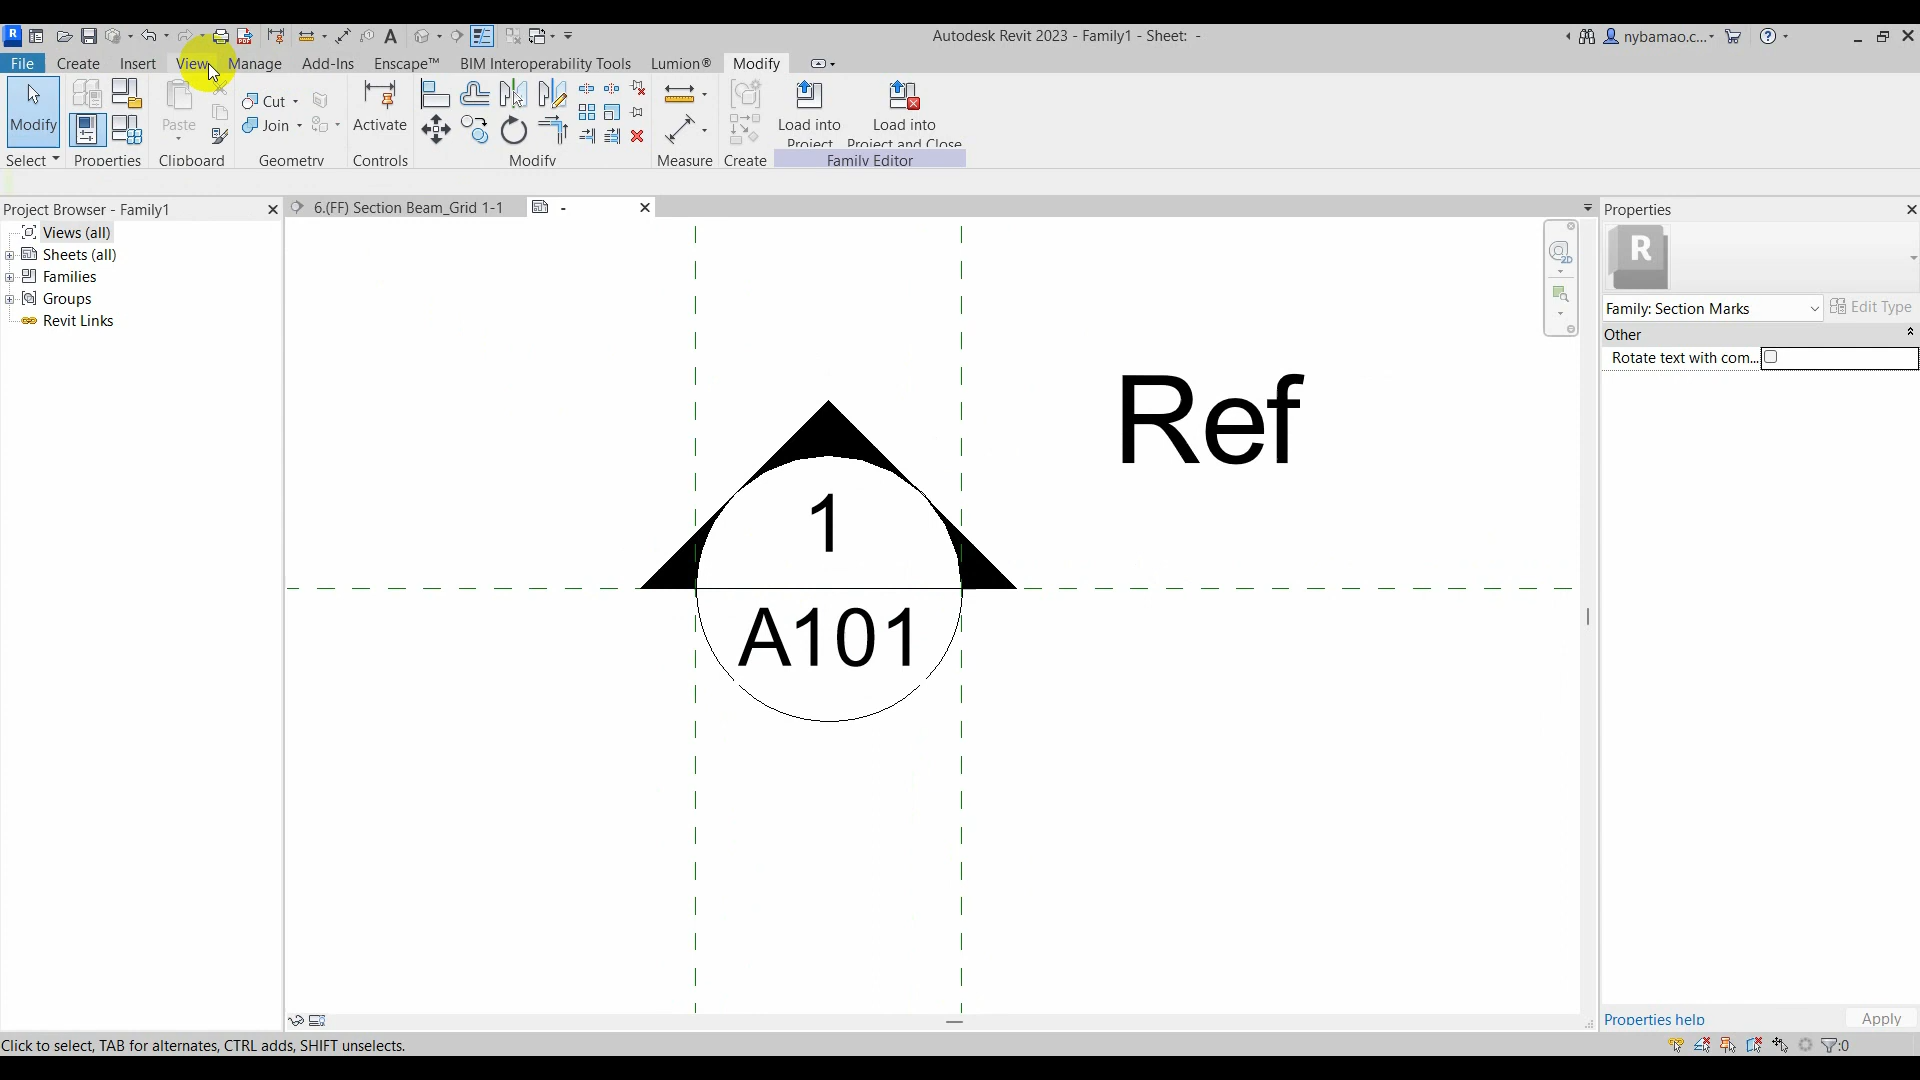 Autodesk Revit 2023 - Family1 - Sheet: -
nybamao.c...
File Create Insert View Manage Add-Ins Enscape™ BIM Interoperability Tools Lumion® Modify
Modify
Paste
Cut
Join
Activate
Load into Project
Load into Project and Close
Select Properties Clipboard Geometry Controls Modify Measure Create Family Editor
Project Browser - Family1
6.(FF) Section Beam_Grid 1-1
-
Properties
Views (all)
Sheets (all)
Families
Groups
Revit Links
R
2D
Family: Section Marks
Edit Type
Other
Rotate text with com...
Ref
1
A101
Properties help
Apply
Click to select, TAB for alternates, CTRL adds, SHIFT unselects.
:0